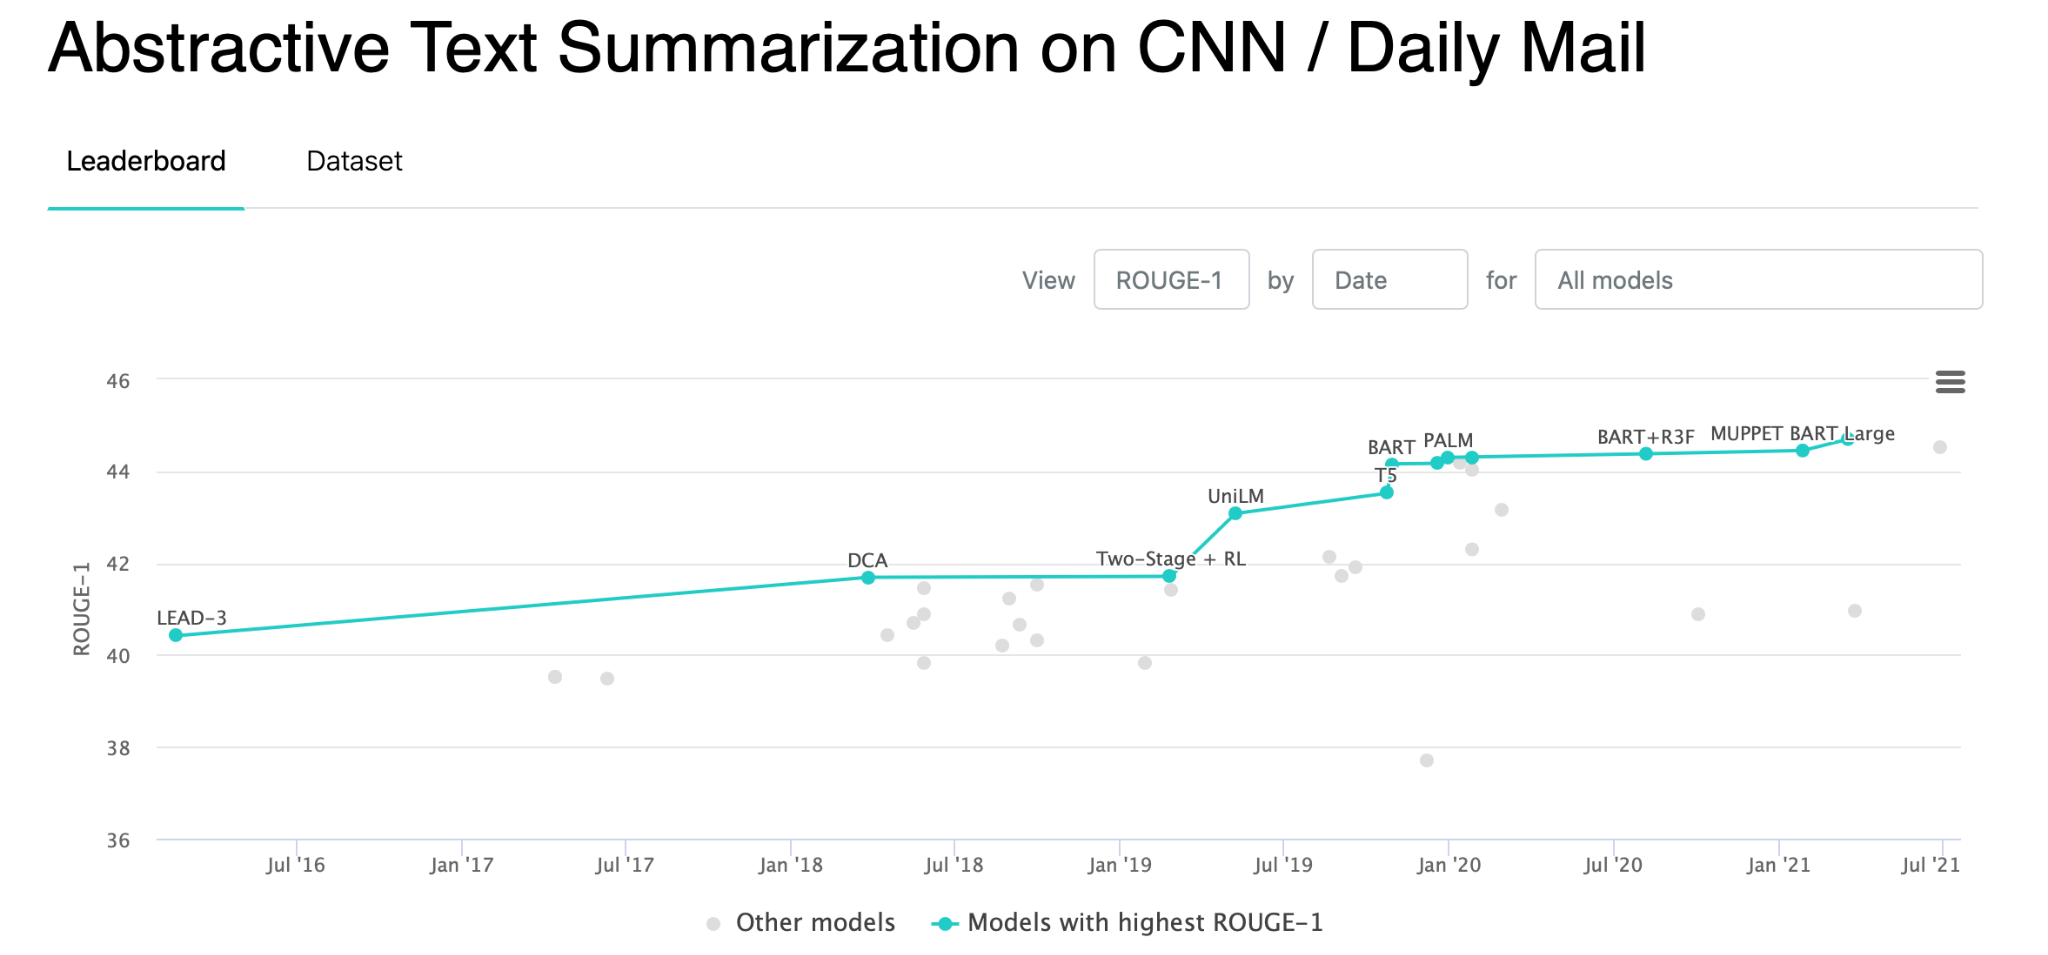 Abstractive Text Summarization on CNN / Daily Mail
Leaderboard Dataset
View ROUGE-1 by Date for All models
46
44
42
40
38
36
ROUGE-1
LEAD-3
DCA
Two-Stage + RL
UniLM
T5
BART
PALM
BART+R3F
MUPPET BART Large
Jul '16 Jan '17 Jul '17 Jan '18 Jul '18 Jan '19 Jul '19 Jan '20 Jul '20 Jan '21 Jul '21
Other models Models with highest ROUGE-1